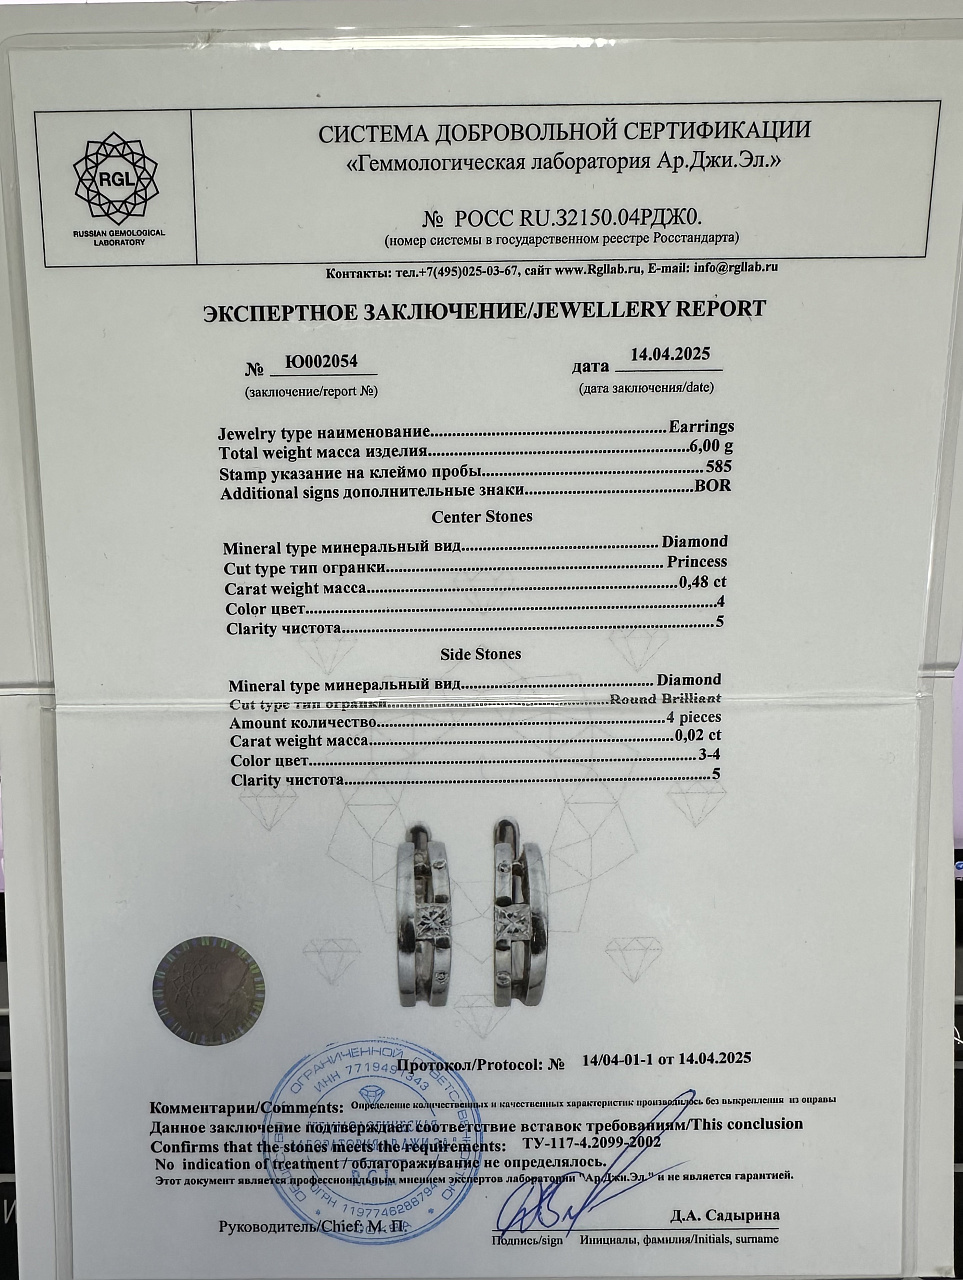 СИСТЕМА ДОБРОВОЛЬНОЙ СЕРТИФИКАЦИИ
«Геммологическая лаборатория Ар.Джи.Эл.»
RGL
RUSSIAN GEMOLOGICAL
LABORATORY
№ РОСС RU.32150.04РДЖ0.
(номер системы в государственном реестре Росстандарта)
Контакты: тел.+7(495)025-03-67, сайт www.Rgllab.ru, E-mail: info@rgllab.ru
ЭКСПЕРТНОЕ ЗАКЛЮЧЕНИЕ/JEWELLERY REPORT
№ Ю002054 дата 14.04.2025
(заключение/report №) (дата заключения/date)
Jewelry type наименование Earrings
Total weight масса изделия 6,00 g
Stamp указание на клеймо пробы 585
Additional signs дополнительные знаки BOR
Center Stones
Mineral type минеральный вид Diamond
Cut type тип огранки Princess
Carat weight масса 0,48 ct
Color цвет 4
Clarity чистота 5
Side Stones
Mineral type минеральный вид Diamond
Cut type тип огранки Round Brilliant
Amount количество 4 pieces
Carat weight масса 0,02 ct
Color цвет 3-4
Clarity чистота 5
Протокол/Protocol: № 14/04-01-1 от 14.04.2025
Комментарии/Comments: Определение количественных и качественных характеристик производилось без выкрепления из оправы
Данное заключение подтверждает соответствие вставок требованиям/This conclusion
Confirms that the stones meets the requirements: ТУ-117-4.2099-2002
No indication of treatment / облагораживание не определялось.
Этот документ является профессиональным мнением экспертов лаборатории "Ар.Джи.Эл." и не является гарантией.
Руководитель/Chief: М. П. Д.А. Садырина
Подпись/sign Инициалы, фамилия/Initials, surname